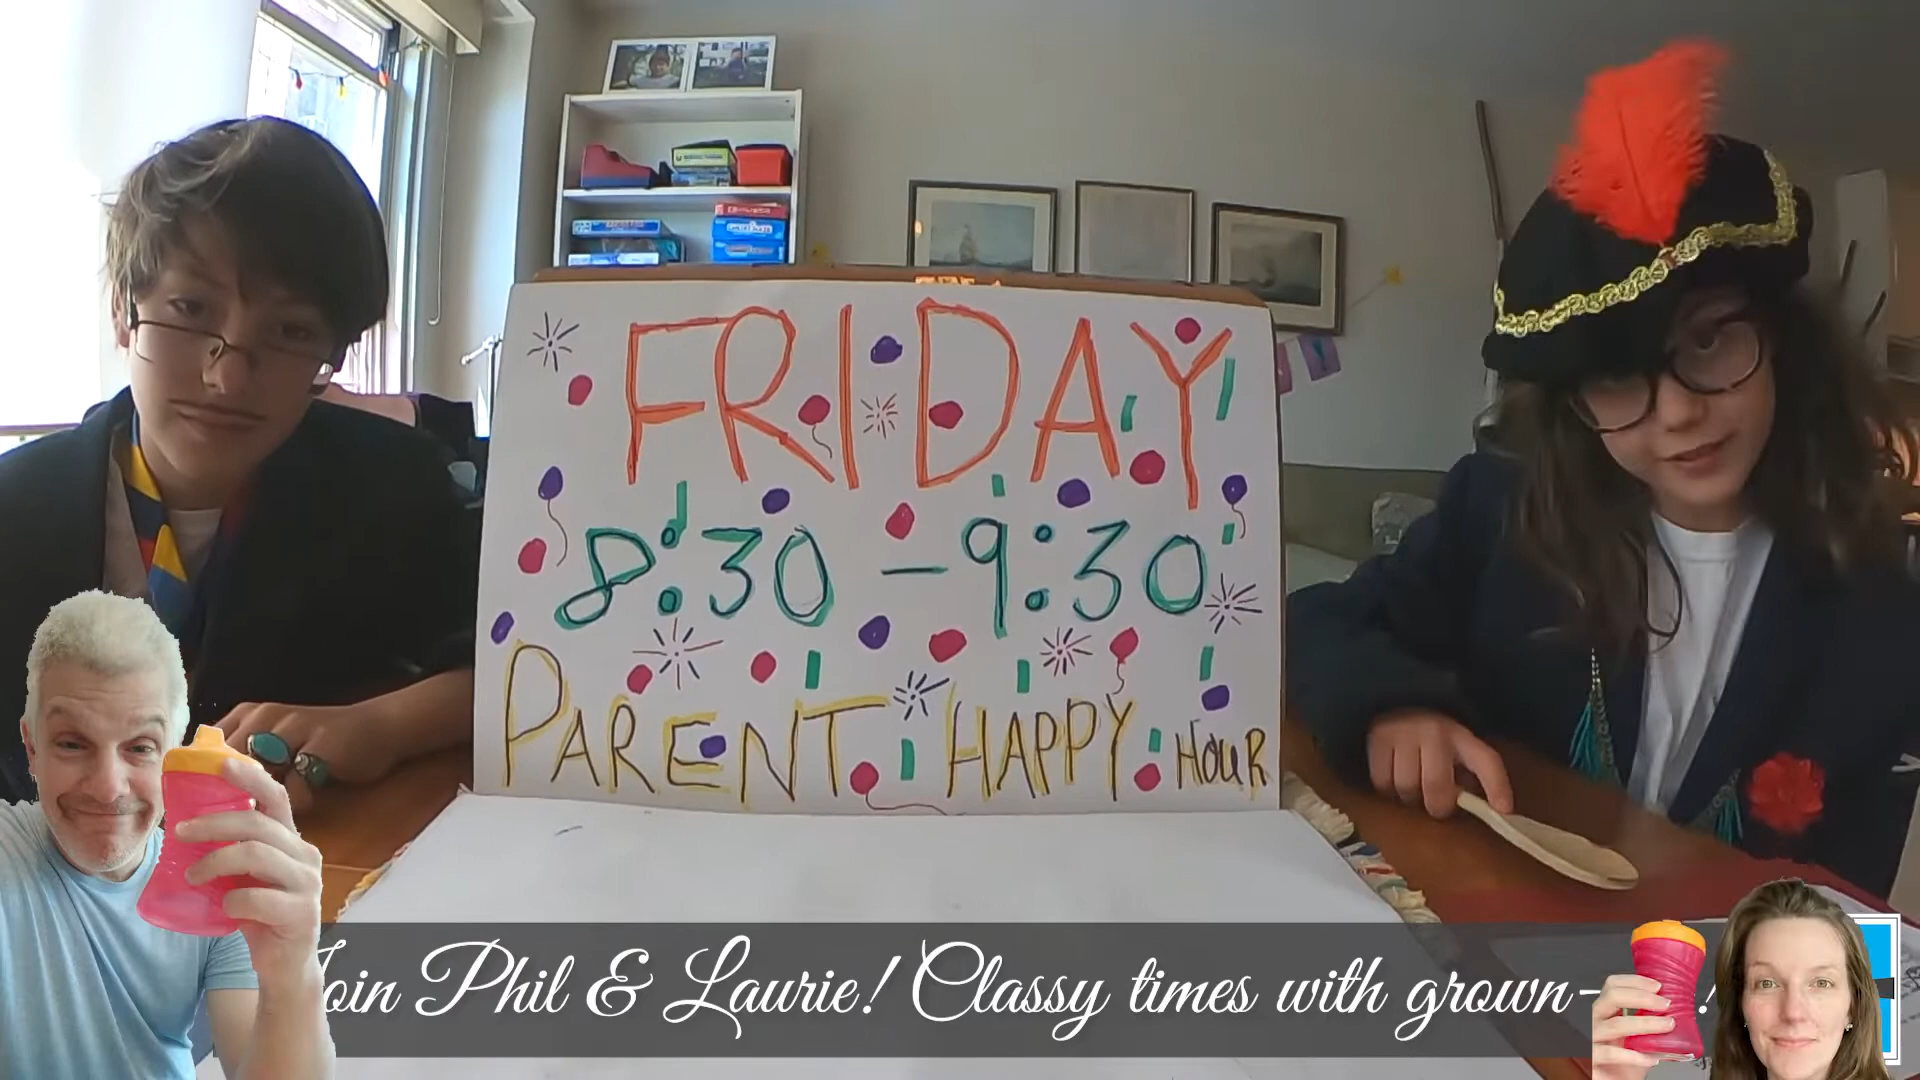 FRIDAY
8:30-9:30
PARENT HAPPY HOUR
Join Phil & Laurie! Classy times with grown-
!